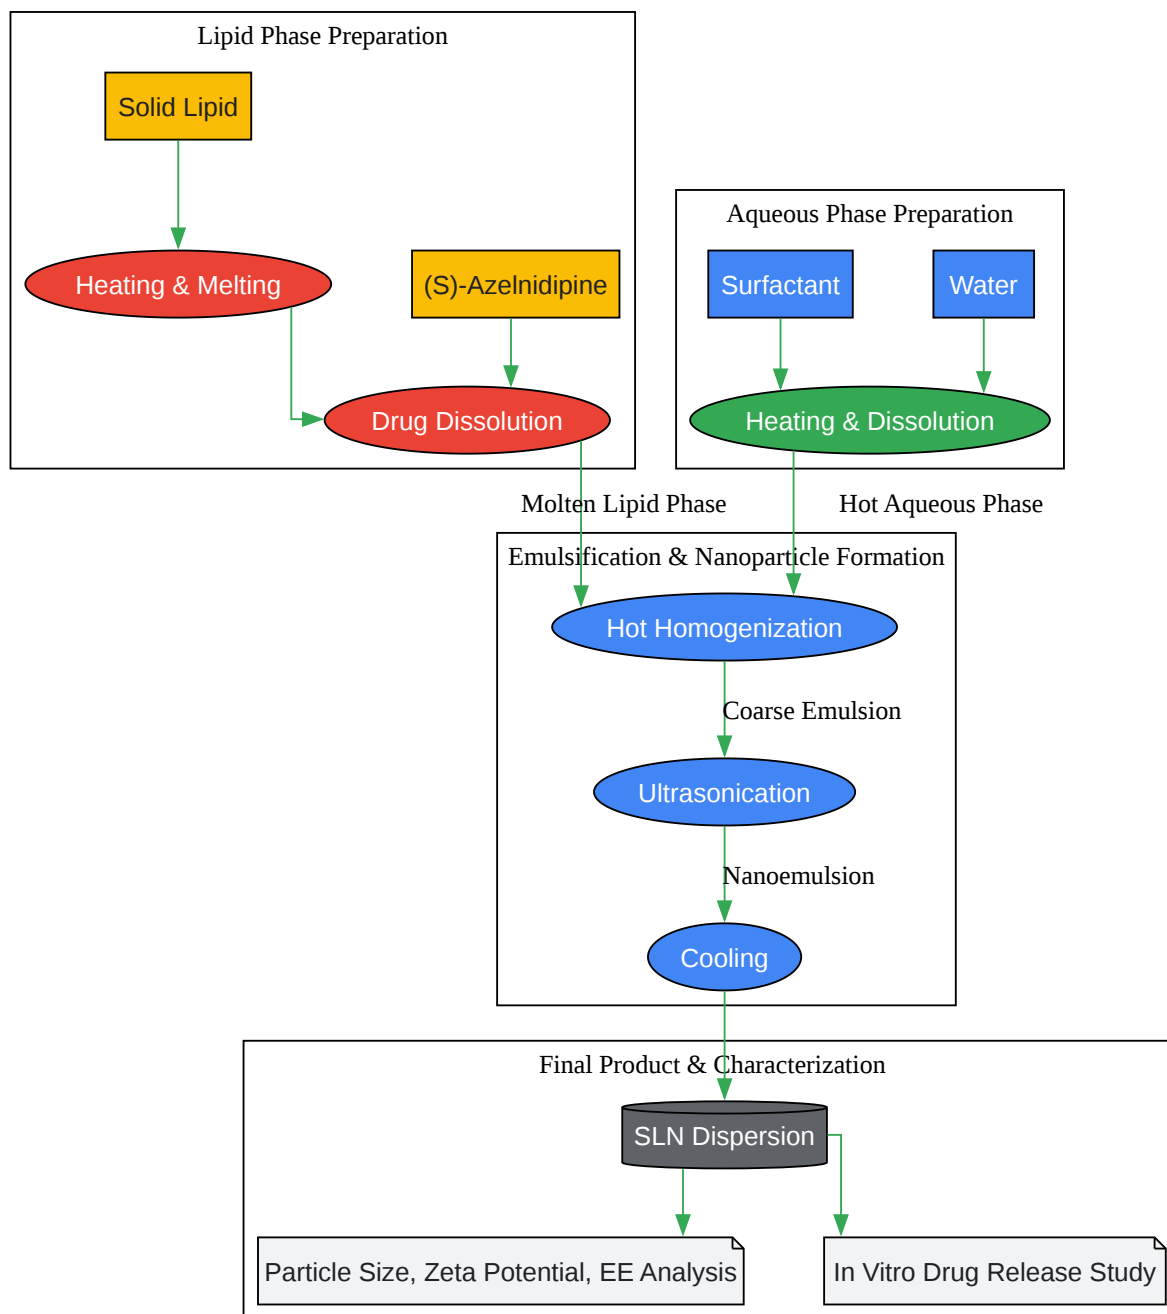 Lipid Phase Preparation
Solid Lipid
Heating & Melting
(S)-Azelnidipine
Drug Dissolution
Aqueous Phase Preparation
Surfactant
Water
Heating & Dissolution
Molten Lipid Phase
Hot Aqueous Phase
Emulsification & Nanoparticle Formation
Hot Homogenization
Coarse Emulsion
Ultrasonication
Nanoemulsion
Cooling
Final Product & Characterization
SLN Dispersion
Particle Size, Zeta Potential, EE Analysis
In Vitro Drug Release Study